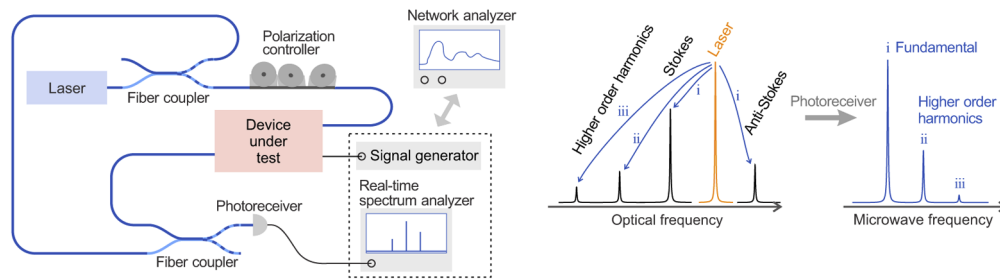 Network analyzer
Polarization
controller
Laser
Fiber coupler
Device
under
test
Signal generator
Real-time
spectrum analyzer
Photoreceiver
Fiber coupler
Higher order harmonics
Stokes
Laser
Anti-Stokes
iii
ii
i
i
Optical frequency
Photoreceiver
i Fundamental
Higher order
harmonics
ii
iii
Microwave frequency